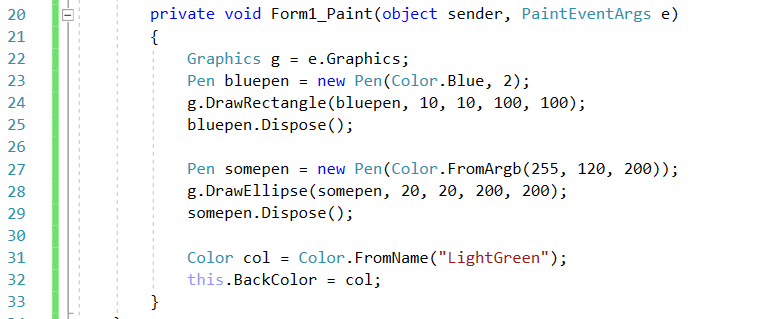 20 private void Form1_Paint(object sender, PaintEventArgs e)
21 {
22 Graphics g = e.Graphics;
23 Pen bluepen = new Pen(Color.Blue, 2);
24 g.DrawRectangle(bluepen, 10, 10, 100, 100);
25 bluepen.Dispose();
26
27 Pen somepen = new Pen(Color.FromArgb(255, 120, 200));
28 g.DrawEllipse(somepen, 20, 20, 200, 200);
29 somepen.Dispose();
30
31 Color col = Color.FromName("LightGreen");
32 this.BackColor = col;
33 }